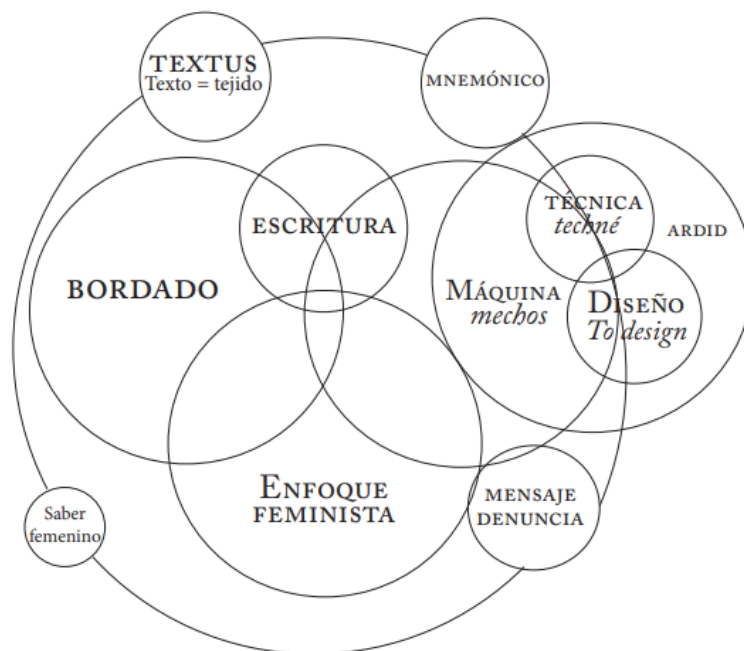 TEXTUS
Texto = tejido
MNEMÓNICO
ESCRITURA
TÉCNICA
techné
ARDID
BORDADO
MÁQUINA
mechos
DISEÑO
To design
ENFOQUE
FEMINISTA
MENSAJE
DENUNCIA
Saber
femenino